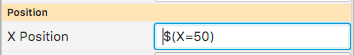 Position
X Position
$(X=50)